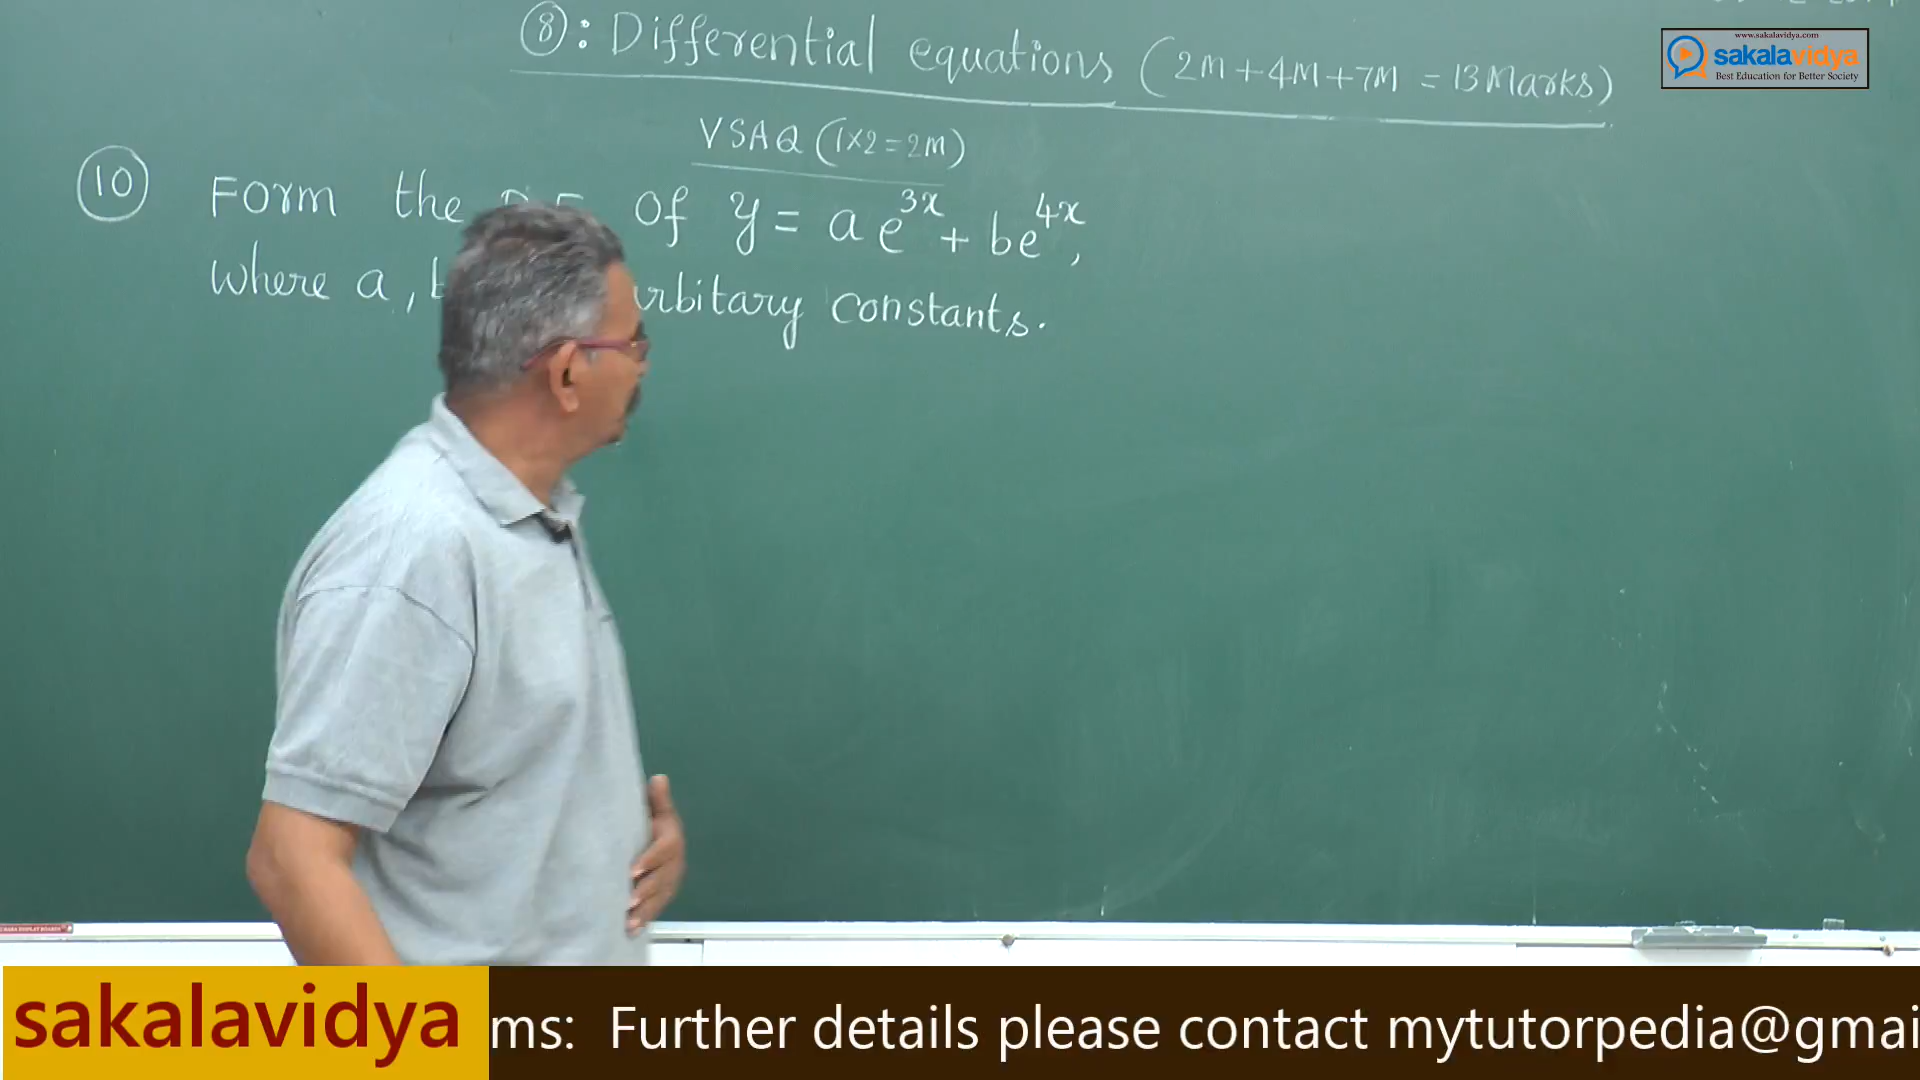 8 : Differential equations (2M+4M+7M = 13 Marks)
www.sakalavidya.com
sakalavidya
Best Education for Better Society
VSAQ (1×2=2M)
10 Form the of y = ae^3x + be^4x,
where a, arbitary constants.
sakalavidya
ms: Further details please contact mytutorpedia@gmai